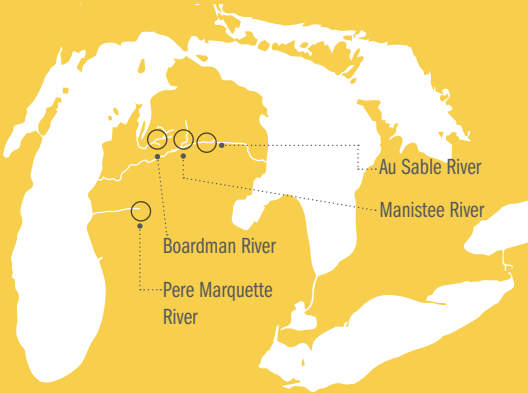 Au Sable River
Manistee River
Boardman River
Pere Marquette
River